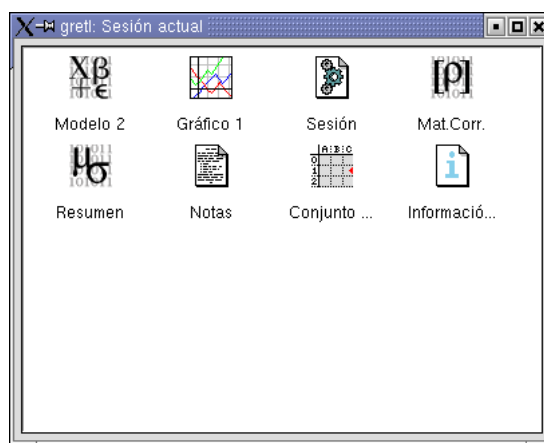 gretl: Sesión actual
Modelo 2 Gráfico 1 Sesión Mat.Corr.
Resumen Notas Conjunto ... Informació...